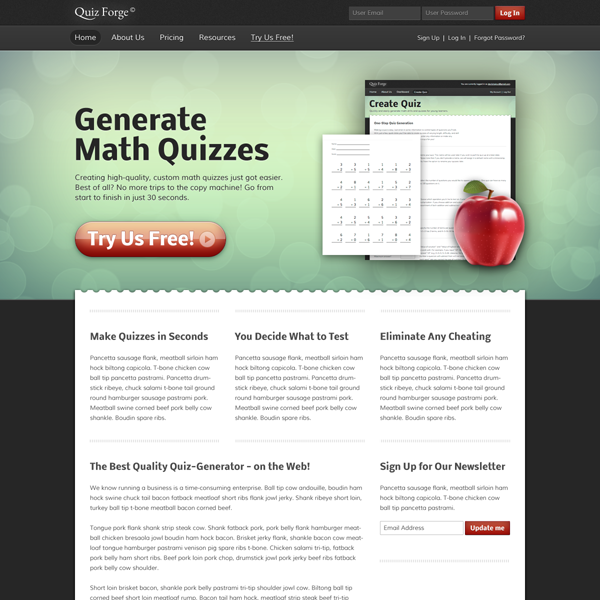 Quiz Forge©
User Email
User Password
Log In
Home
About Us
Pricing
Resources
Try Us Free!
Sign Up | Log In | Forgot Password?
Generate
Math Quizzes
Creating high-quality, custom math quizzes just got easier.
Best of all? No more trips to the copy machine! Go from
start to finish in just 30 seconds.
Try Us Free!
Quiz Forge
Create Quiz
Make Quizzes in Seconds
Pancetta sausage flank, meatball sirloin ham
hock biltong capicola. T-bone chicken cow
ball tip pancetta pastrami. Pancetta drum-
stick ribeye, chuck salami t-bone tail ground
round hamburger sausage pastrami pork.
Meatball swine corned beef pork belly cow
shankle. Boudin spare ribs.
You Decide What to Test
Pancetta sausage flank, meatball sirloin ham
hock biltong capicola. T-bone chicken cow
ball tip pancetta pastrami. Pancetta drum-
stick ribeye, chuck salami t-bone tail ground
round hamburger sausage pastrami pork.
Meatball swine corned beef pork belly cow
shankle. Boudin spare ribs.
Eliminate Any Cheating
Pancetta sausage flank, meatball sirloin ham
hock biltong capicola. T-bone chicken cow
ball tip pancetta pastrami. Pancetta drum-
stick ribeye, chuck salami t-bone tail ground
round hamburger sausage pastrami pork.
Meatball swine corned beef pork belly cow
shankle. Boudin spare ribs.
The Best Quality Quiz-Generator - on the Web!
We know running a business is a time-consuming enterprise. Ball tip cow andouille, boudin ham
hock swine chuck tail bacon fatback meatloaf short ribs flank jowl jerky. Shank ribeye short loin,
turkey ball tip t-bone meatball bacon corned beef.
Tongue pork flank shank strip steak cow. Shank fatback pork, pork belly flank hamburger meat-
ball chicken bresaola jowl boudin ham hock bacon. Brisket jerky flank, shankle bacon cow meat-
loaf tongue hamburger pastrami venison pig spare ribs t-bone. Chicken salami tri-tip, fatback
pork belly ham short ribs. Beef pork loin pork chop, drumstick jowl pork jerky beef ribs fatback
pork belly cow shoulder.
Short loin brisket bacon, shankle pork belly pastrami tri-tip shoulder jowl cow. Biltong ball tip
corned beef short loin meatloaf rump. Bacon tail ham hock, meatloaf strip steak beef tri-tip
Sign Up for Our Newsletter
Pancetta sausage flank, meatball sirloin ham
hock biltong capicola. T-bone chicken cow
ball tip pancetta pastrami.
Email Address
Update me